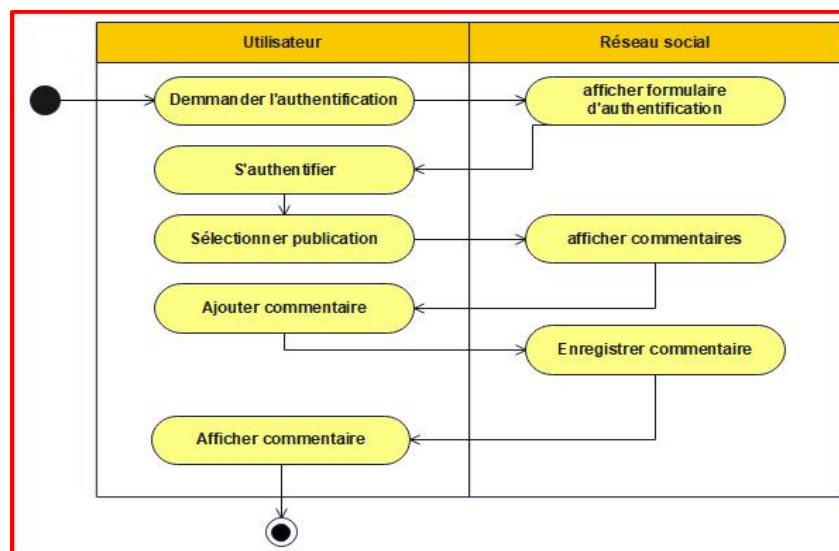 Utilisateur
Réseau social
Demmander l'authentification
afficher formulaire
d'authentification
S'authentifier
Sélectionner publication
afficher commentaires
Ajouter commentaire
Enregistrer commentaire
Afficher commentaire